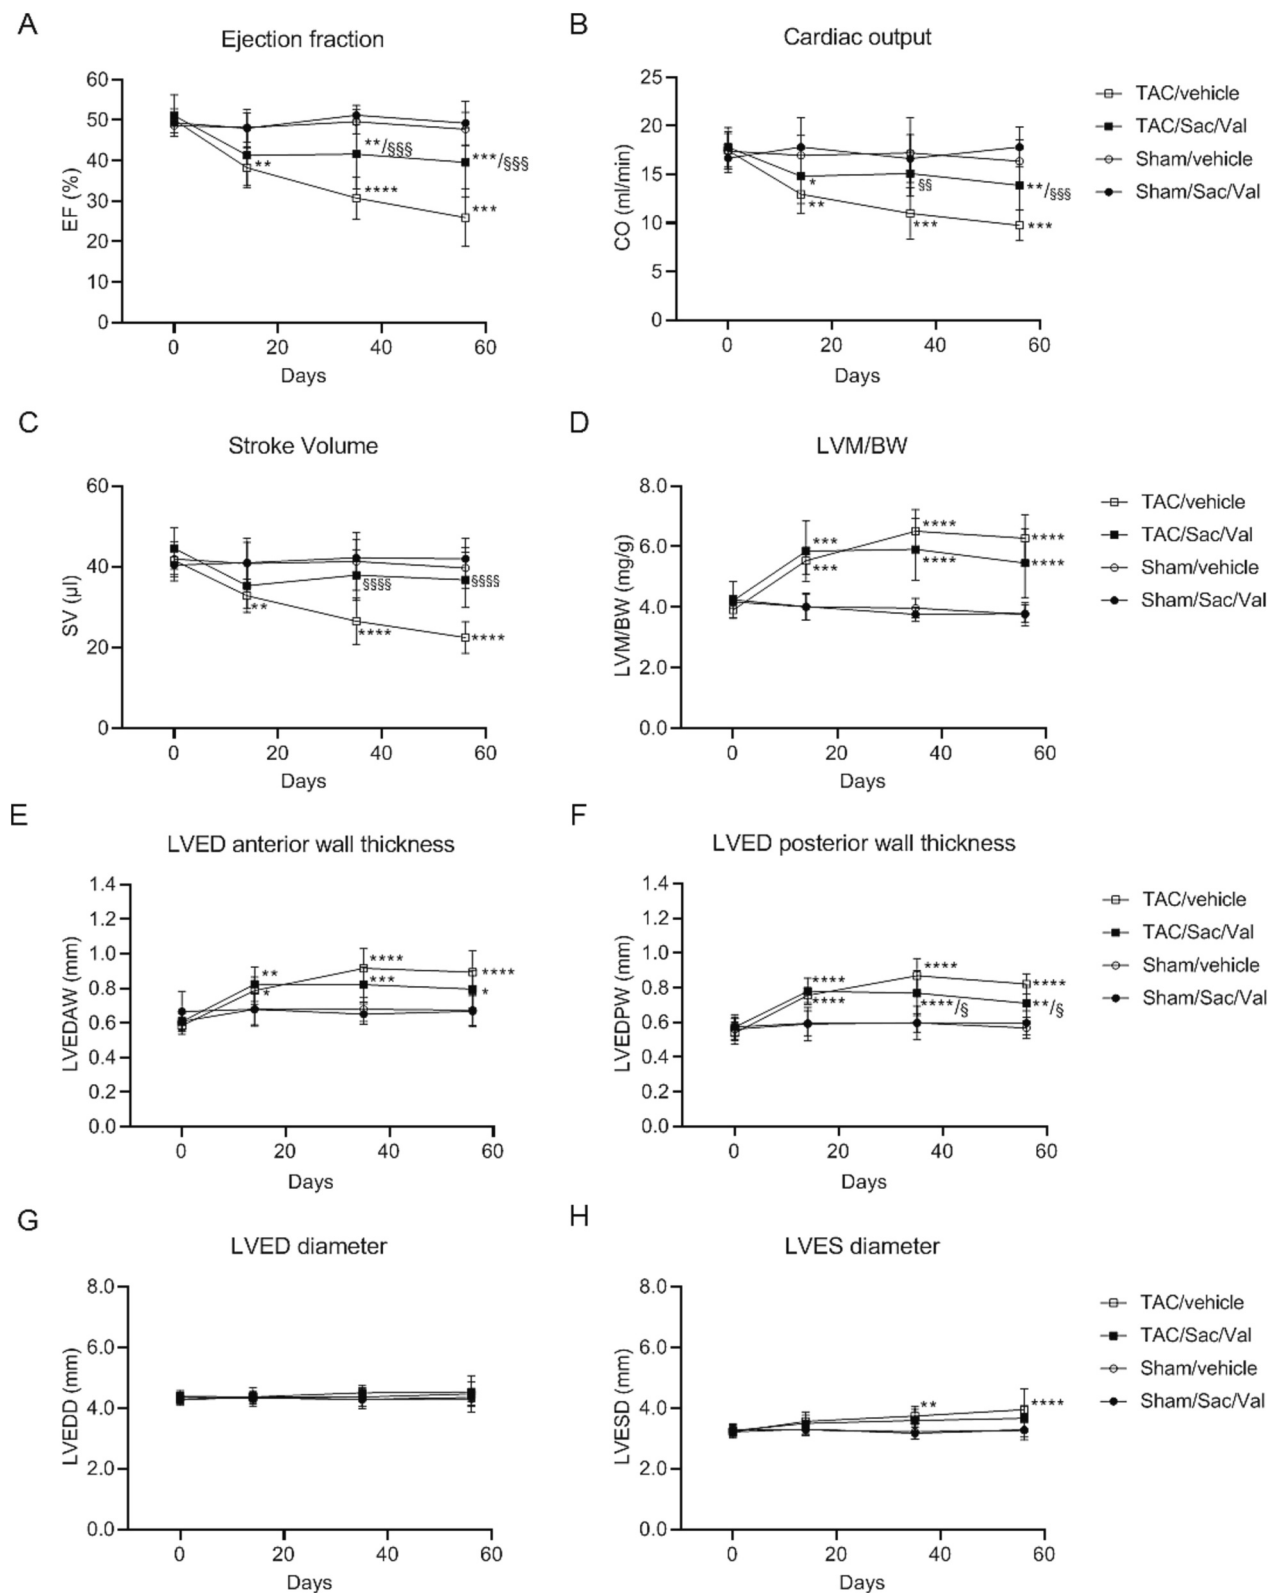 A
Ejection fraction
EF (%)
60
50
40
30
20
10
0
**
**/§§§
****
***/§§§
***
0 20 40 60
Days
B
Cardiac output
CO (ml/min)
25
20
15
10
5
0
*
**
§§
***
**/§§§
***
0 20 40 60
Days
TAC/vehicle
TAC/Sac/Val
Sham/vehicle
Sham/Sac/Val
C
Stroke Volume
SV (µl)
60
40
20
0
**
§§§§
****
§§§§
****
0 20 40 60
Days
D
LVM/BW
LVM/BW (mg/g)
8.0
6.0
4.0
2.0
0.0
***
***
****
****
****
****
0 20 40 60
Days
TAC/vehicle
TAC/Sac/Val
Sham/vehicle
Sham/Sac/Val
E
LVED anterior wall thickness
LVEDAW (mm)
1.4
1.2
1.0
0.8
0.6
0.4
0.2
0.0
**
*
****
***
****
*
0 20 40 60
Days
F
LVED posterior wall thickness
LVEDPW (mm)
1.4
1.2
1.0
0.8
0.6
0.4
0.2
0.0
****
****
****
****/§
****
**/§
0 20 40 60
Days
TAC/vehicle
TAC/Sac/Val
Sham/vehicle
Sham/Sac/Val
G
LVED diameter
LVEDD (mm)
8.0
6.0
4.0
2.0
0.0
0 20 40 60
Days
H
LVES diameter
LVESD (mm)
8.0
6.0
4.0
2.0
0.0
**
****
0 20 40 60
Days
TAC/vehicle
TAC/Sac/Val
Sham/vehicle
Sham/Sac/Val